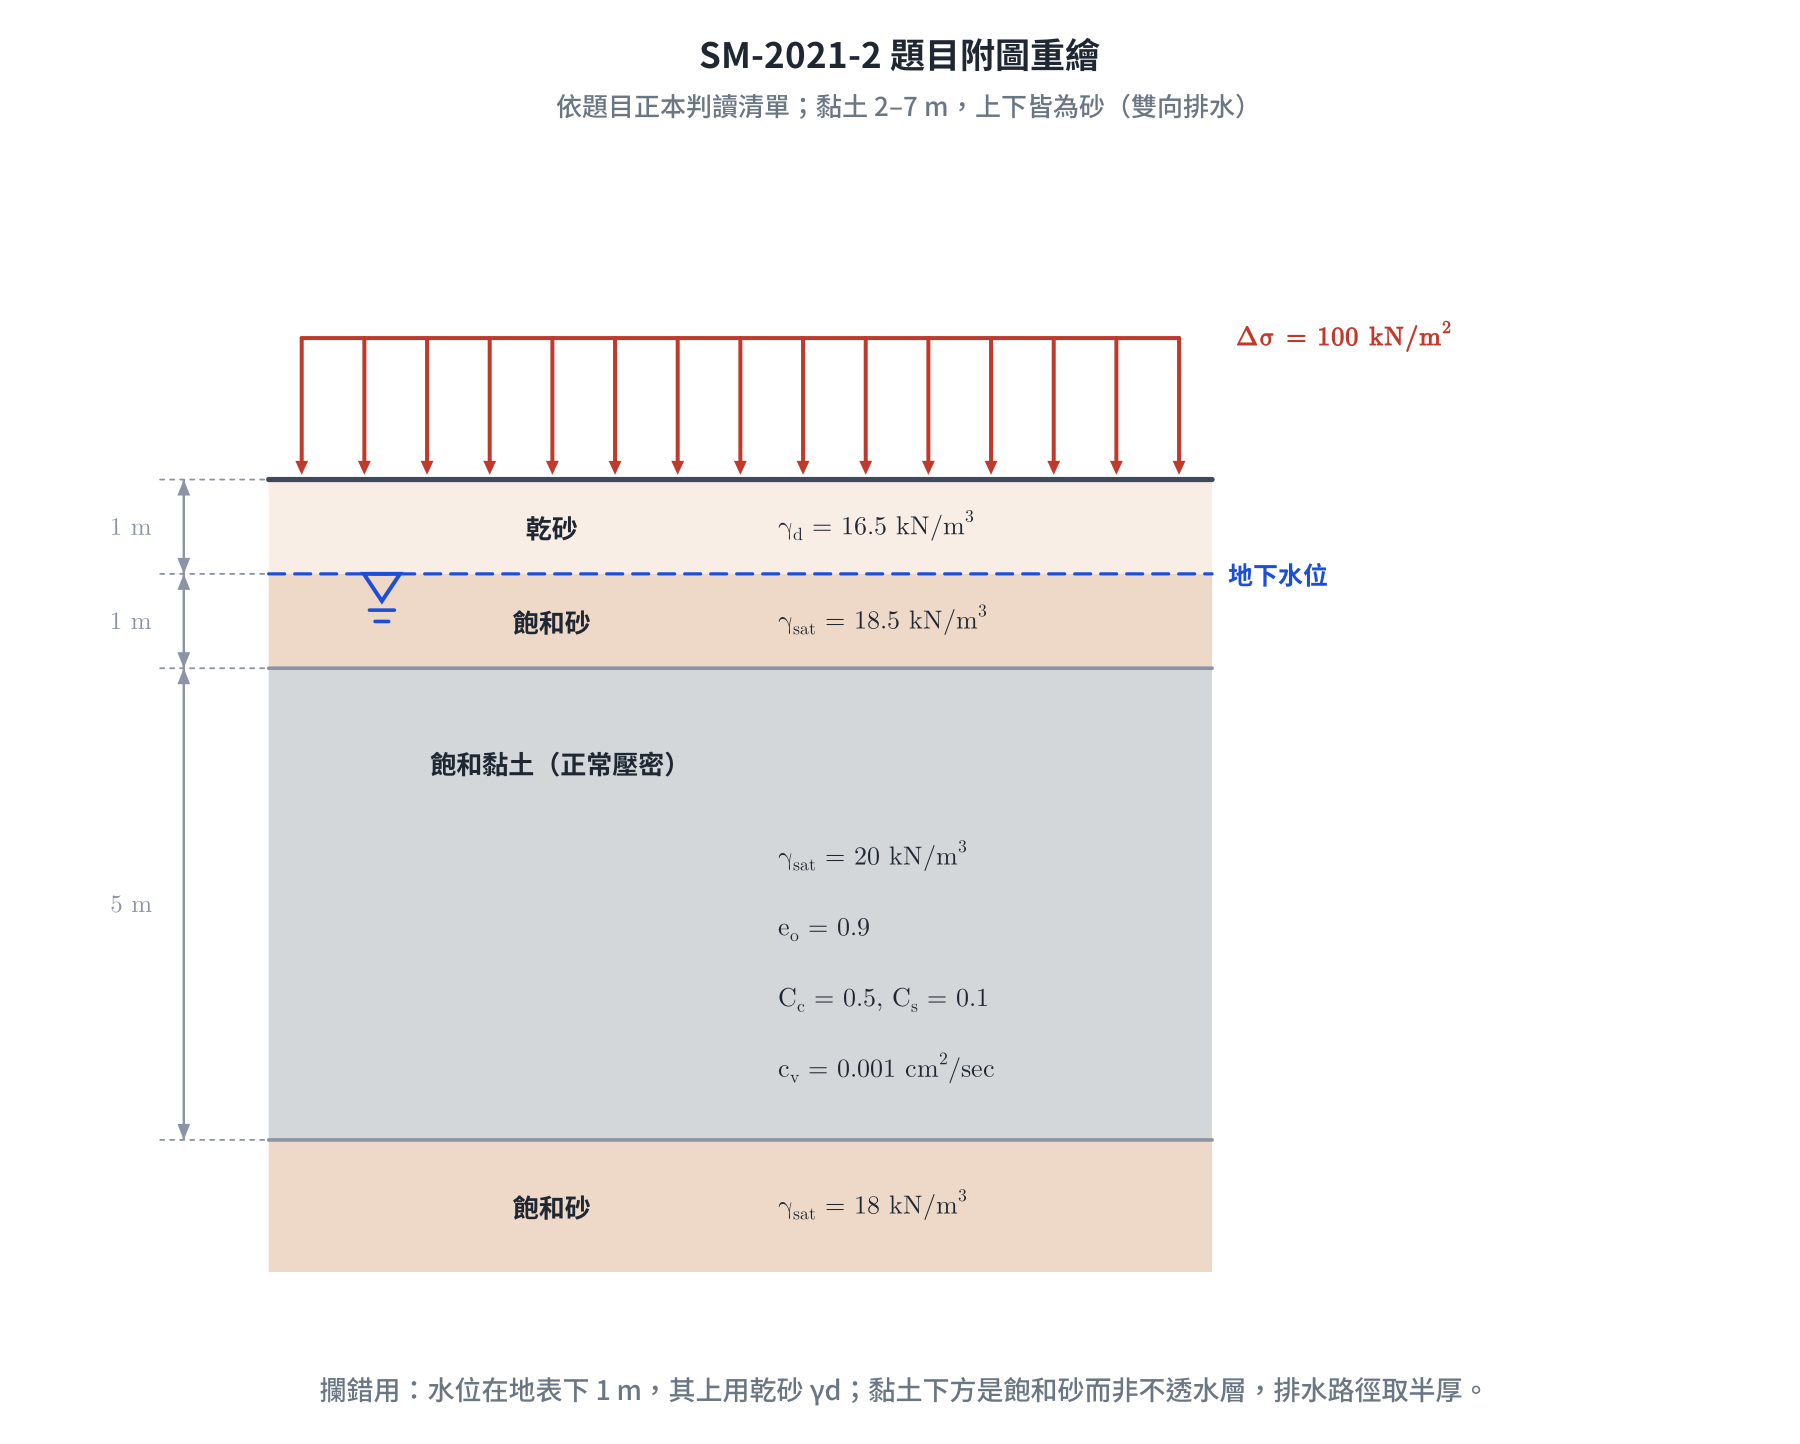 SM-2021-2 題目附圖重繪
依題目正本判讀清單；黏土 2–7 m，上下皆為砂（雙向排水）
Δσ = 100 kN/m²
1 m
乾砂
γd = 16.5 kN/m³
地下水位
1 m
飽和砂
γsat = 18.5 kN/m³
飽和黏土（正常壓密）
γsat = 20 kN/m³
5 m
eo = 0.9
Cc = 0.5, Cs = 0.1
cv = 0.001 cm²/sec
飽和砂
γsat = 18 kN/m³
攔錯用：水位在地表下 1 m，其上用乾砂 γd；黏土下方是飽和砂而非不透水層，排水路徑取半厚。